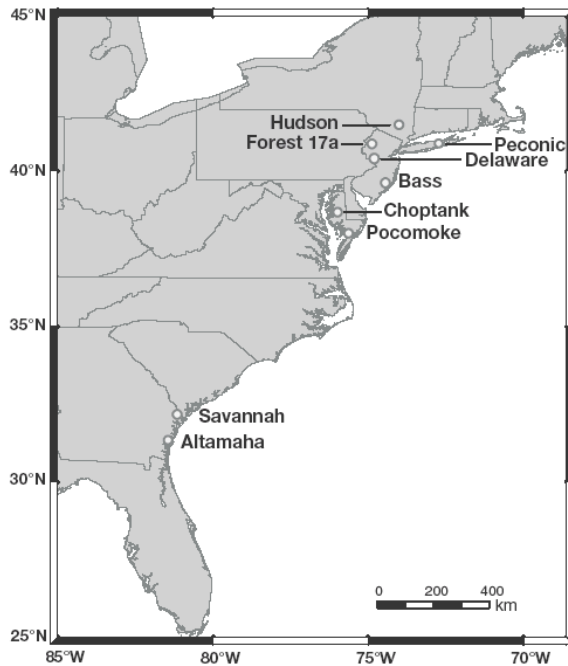 45°N
Hudson
Forest 17a
Peconic
Delaware
40°N
Bass
Choptank
Pocomoke
35°N
Savannah
Altamaha
30°N
0 200 400
km
25°N
85°W 80°W 75°W 70°W